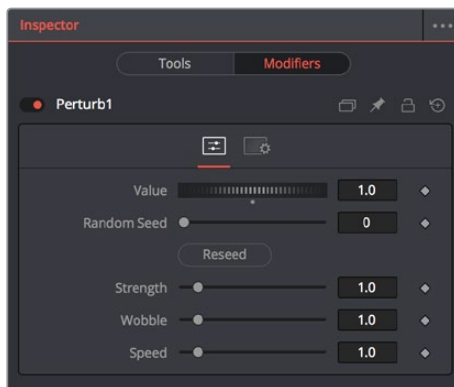 Inspector
Tools Modifiers
Perturb1
Value 1.0
Random Seed 0
Reseed
Strength 1.0
Wobble 1.0
Speed 1.0